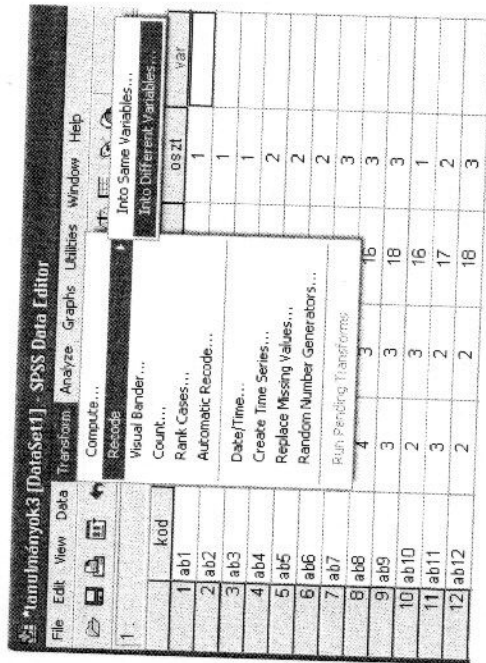 *tanulmányok3 [DataSet1] - SPSS Data Editor
File Edit View Data Transform Analyze Graphs Utilities Window Help
Compute...
Recode
Visual Bander...
Count...
Rank Cases...
Automatic Recode...
Date/Time...
Create Time Series...
Replace Missing Values...
Random Number Generators...
Run Pending Transforms
Into Same Variables...
Into Different Variables...
1 :
kod oszt var
1 ab1 1
2 ab2 1
3 ab3 1
4 ab4 2
5 ab5 2
6 ab6 2
7 ab7 3
8 ab8 4 3 16 3
9 ab9 3 3 18 3
10 ab10 2 3 16 1
11 ab11 3 2 17 2
12 ab12 2 2 18 3